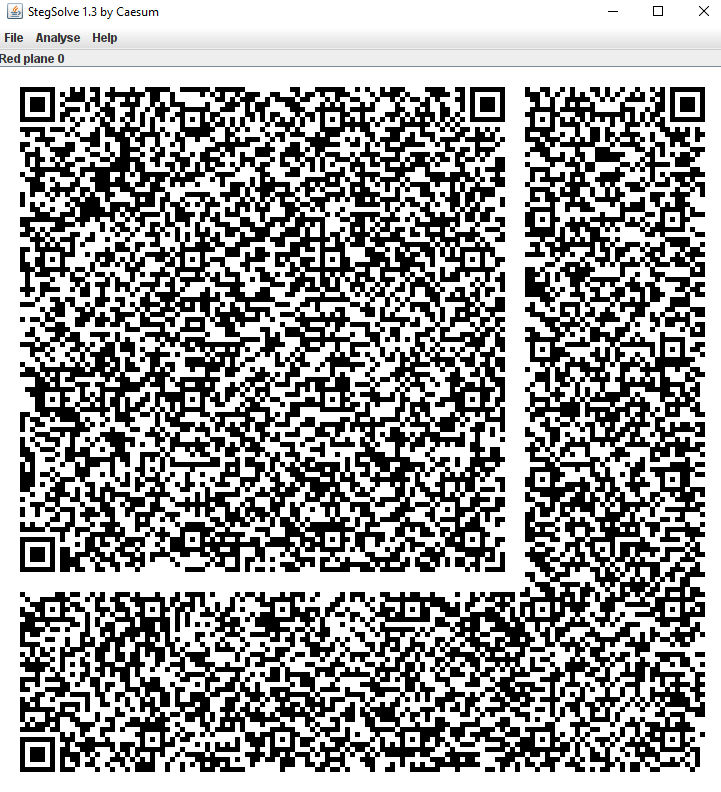 StegSolve 1.3 by Caesum
File Analyse Help
Red plane 0